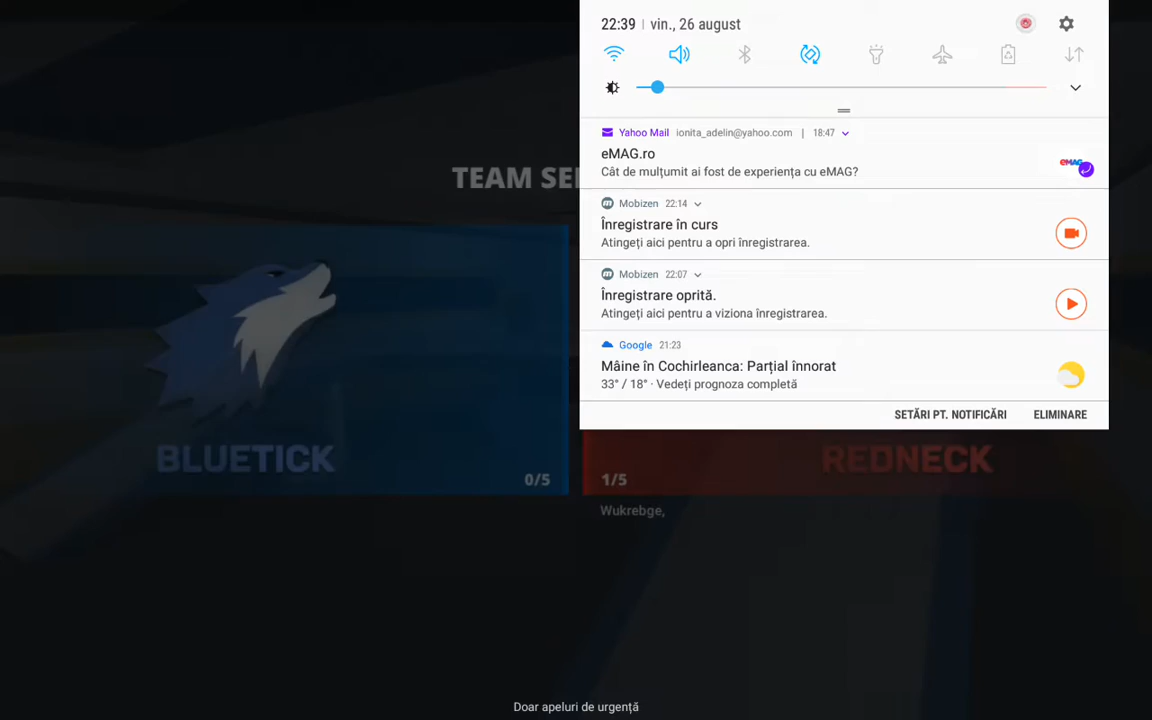 22:39 | vin., 26 august
Yahoo Mail ionita_adelin@yahoo.com | 18:47
eMAG.ro
Cât de mulțumit ai fost de experiența cu eMAG?
eMAG
Mobizen 22:14
Înregistrare în curs
Atingeți aici pentru a opri înregistrarea.
Mobizen 22:07
Înregistrare oprită.
Atingeți aici pentru a viziona înregistrarea.
Google 21:23
Mâine în Cochirleanca: Parțial înnorat
33° / 18° · Vedeți prognoza completă
SETĂRI PT. NOTIFICĂRI ELIMINARE
TEAM SE
BLUETICK
0/5
REDNECK
1/5
Wukrebge,
Doar apeluri de urgență